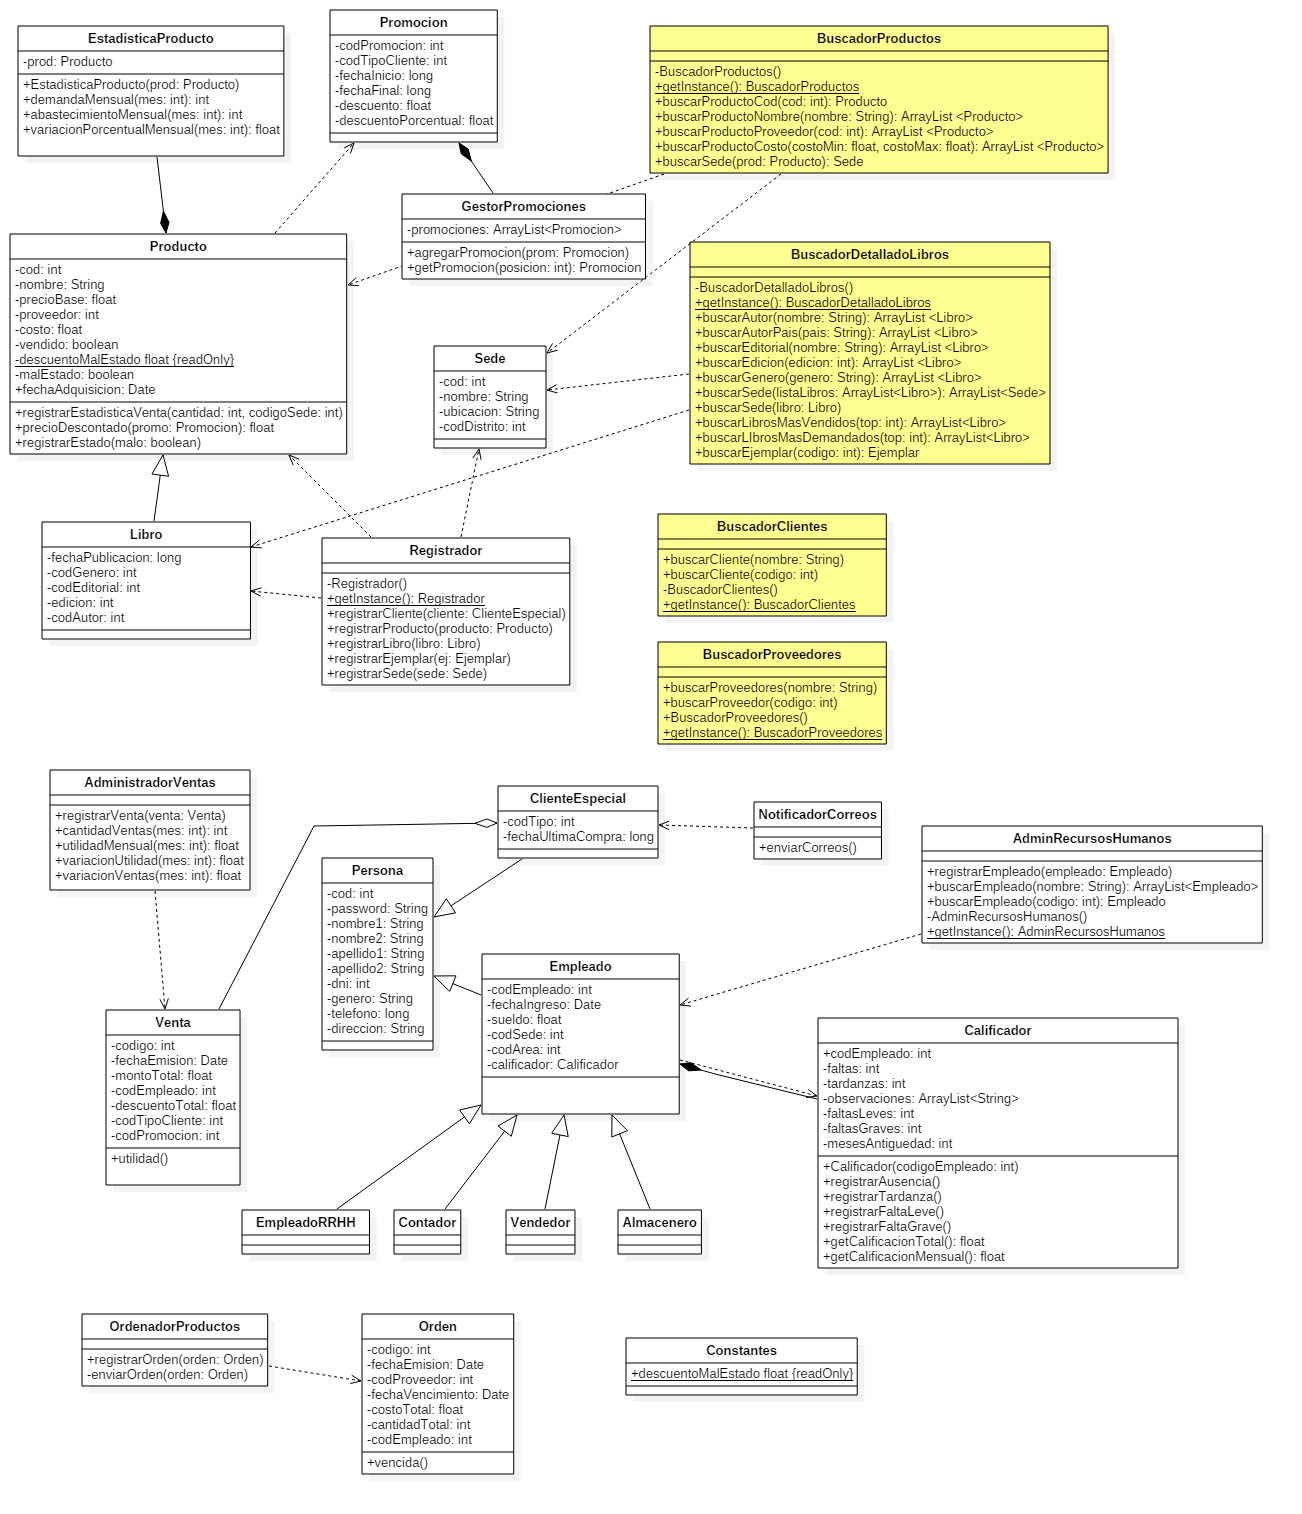 EstadisticaProducto
-prod: Producto
+EstadisticaProducto(prod: Producto)
+demandaMensual(mes: int): int
+abastecimientoMensual(mes: int): int
+variacionPorcentualMensual(mes: int): float
Promocion
-codPromocion: int
-codTipoCliente: int
-fechaInicio: long
-fechaFinal: long
-descuento: float
-descuentoPorcentual: float
BuscadorProductos
-BuscadorProductos()
+getInstance(): BuscadorProductos
+buscarProductoCod(cod: int): Producto
+buscarProductoNombre(nombre: String): ArrayList <Producto>
+buscarProductoProveedor(cod: int): ArrayList <Producto>
+buscarProductoCosto(costoMin: float, costoMax: float): ArrayList <Producto>
+buscarSede(prod: Producto): Sede
GestorPromociones
-promociones: ArrayList<Promocion>
+agregarPromocion(prom: Promocion)
+getPromocion(posicion: int): Promocion
Producto
-cod: int
-nombre: String
-precioBase: float
-proveedor: int
-costo: float
-vendido: boolean
-descuentoMalEstado float {readOnly}
-malEstado: boolean
+fechaAdquisicion: Date
+registrarEstadisticaVenta(cantidad: int, codigoSede: int)
+precioDescontado(promo: Promocion): float
+registrarEstado(malo: boolean)
BuscadorDetalladoLibros
-BuscadorDetalladoLibros()
+getInstance(): BuscadorDetalladoLibros
+buscarAutor(nombre: String): ArrayList <Libro>
+buscarAutorPais(pais: String): ArrayList <Libro>
+buscarEditorial(nombre: String): ArrayList <Libro>
+buscarEdicion(edicion: int): ArrayList <Libro>
+buscarGenero(genero: String): ArrayList <Libro>
+buscarSede(listaLibros: ArrayList<Libro>): ArrayList<Sede>
+buscarSede(libro: Libro)
+buscarLibrosMasVendidos(top: int): ArrayList<Libro>
+buscarLIbrosMasDemandados(top: int): ArrayList<Libro>
+buscarEjemplar(codigo: int): Ejemplar
Sede
-cod: int
-nombre: String
-ubicacion: String
-codDistrito: int
Libro
-fechaPublicacion: long
-codGenero: int
-codEditorial: int
-edicion: int
-codAutor: int
Registrador
-Registrador()
+getInstance(): Registrador
+registrarCliente(cliente: ClienteEspecial)
+registrarProducto(producto: Producto)
+registrarLibro(libro: Libro)
+registrarEjemplar(ej: Ejemplar)
+registrarSede(sede: Sede)
BuscadorClientes
+buscarCliente(nombre: String)
+buscarCliente(codigo: int)
-BuscadorClientes()
+getInstance(): BuscadorClientes
BuscadorProveedores
+buscarProveedores(nombre: String)
+buscarProveedor(codigo: int)
+BuscadorProveedores()
+getInstance(): BuscadorProveedores
AdministradorVentas
+registrarVenta(venta: Venta)
+cantidadVentas(mes: int): int
+utilidadMensual(mes: int): float
+variacionUtilidad(mes: int): float
+variacionVentas(mes: int): float
ClienteEspecial
-codTipo: int
-fechaUltimaCompra: long
NotificadorCorreos
+enviarCorreos()
AdminRecursosHumanos
+registrarEmpleado(empleado: Empleado)
+buscarEmpleado(nombre: String): ArrayList<Empleado>
+buscarEmpleado(codigo: int): Empleado
-AdminRecursosHumanos()
+getInstance(): AdminRecursosHumanos
Persona
-cod: int
-password: String
-nombre1: String
-nombre2: String
-apellido1: String
-apellido2: String
-dni: int
-genero: String
-telefono: long
-direccion: String
Empleado
-codEmpleado: int
-fechaIngreso: Date
-sueldo: float
-codSede: int
-codArea: int
-calificador: Calificador
Venta
-codigo: int
-fechaEmision: Date
-montoTotal: float
-codEmpleado: int
-descuentoTotal: float
-codTipoCliente: int
-codPromocion: int
+utilidad()
Calificador
+codEmpleado: int
-faltas: int
-tardanzas: int
-observaciones: ArrayList<String>
-faltasLeves: int
-faltasGraves: int
-mesesAntiguedad: int
+Calificador(codigoEmpleado: int)
+registrarAusencia()
+registrarTardanza()
+registrarFaltaLeve()
+registrarFaltaGrave()
+getCalificacionTotal(): float
+getCalificacionMensual(): float
EmpleadoRRHH
Contador
Vendedor
Almacenero
OrdenadorProductos
+registrarOrden(orden: Orden)
-enviarOrden(orden: Orden)
Orden
-codigo: int
-fechaEmision: Date
-codProveedor: int
-fechaVencimiento: Date
-costoTotal: float
-cantidadTotal: int
-codEmpleado: int
+vencida()
Constantes
+descuentoMalEstado float {readOnly}